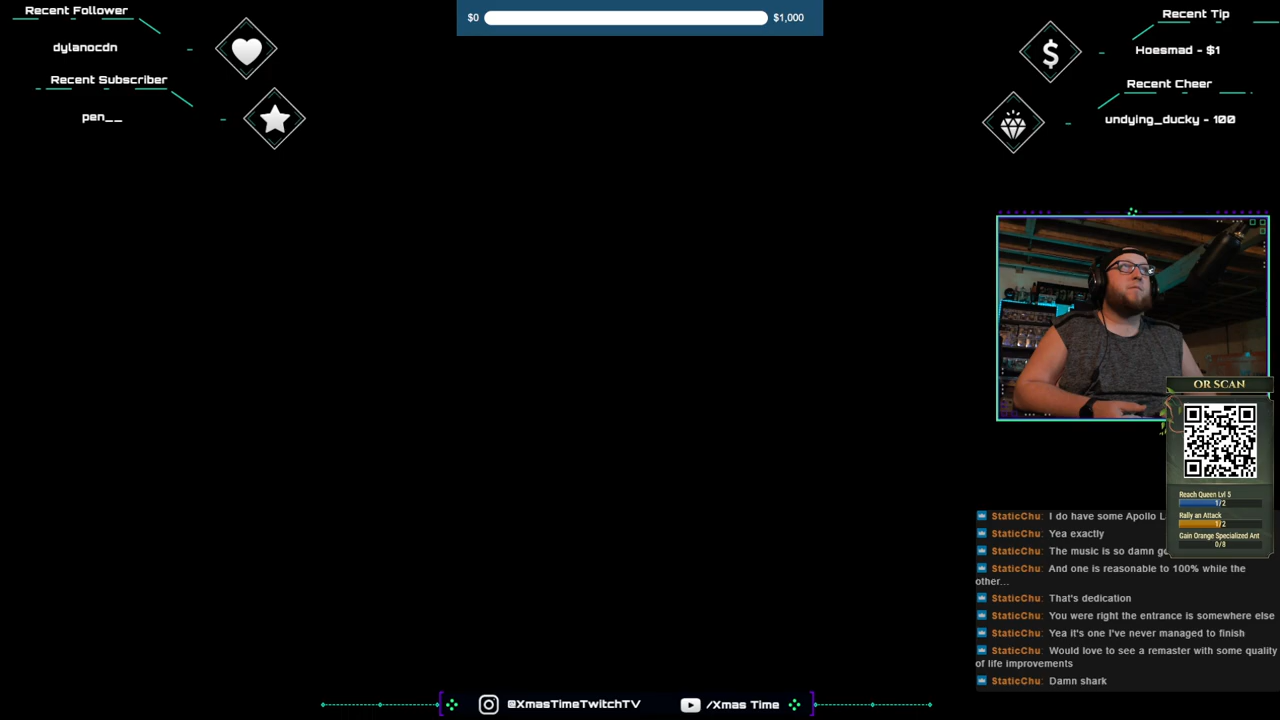 Recent Follower
dylanocdn
Recent Subscriber
pen__
$0
$1,000
Recent Tip
Hoesmad - $1
Recent Cheer
undying_ducky - 100
OR SCAN
Reach Queen Lvl 5
1/2
Rally an Attack
1/2
Gain Orange Specialized Ant
0/8
StaticChu: I do have some Apollo
StaticChu: Yea exactly
StaticChu: The music is so damn
StaticChu: And one is reasonable to 100% while the
other...
StaticChu: That's dedication
StaticChu: You were right the entrance is somewhere else
StaticChu: Yea it's one I've never managed to finish
StaticChu: Would love to see a remaster with some quality
of life improvements
StaticChu: Damn shark
@XmasTimeTwitchTV
/Xmas Time